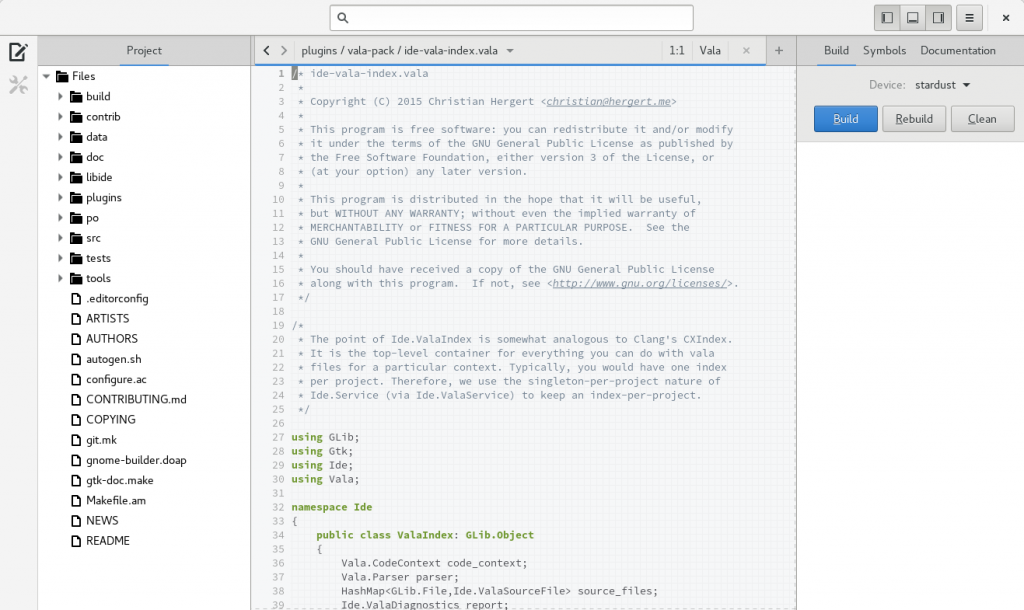 Project
plugins / vala-pack / ide-vala-index.vala
1:1
Vala
Build Symbols Documentation
Files
build
contrib
data
doc
libide
plugins
po
src
tests
tools
.editorconfig
ARTISTS
AUTHORS
autogen.sh
configure.ac
CONTRIBUTING.md
COPYING
git.mk
gnome-builder.doap
gtk-doc.make
Makefile.am
NEWS
README
1 /* ide-vala-index.vala
2  *
3  * Copyright (C) 2015 Christian Hergert <christian@hergert.me>
4  *
5  * This program is free software: you can redistribute it and/or modify
6  * it under the terms of the GNU General Public License as published by
7  * the Free Software Foundation, either version 3 of the License, or
8  * (at your option) any later version.
9  *
10  * This program is distributed in the hope that it will be useful,
11  * but WITHOUT ANY WARRANTY; without even the implied warranty of
12  * MERCHANTABILITY or FITNESS FOR A PARTICULAR PURPOSE.  See the
13  * GNU General Public License for more details.
14  *
15  * You should have received a copy of the GNU General Public License
16  * along with this program.  If not, see <http://www.gnu.org/licenses/>.
17  */
18
19 /*
20  * The point of Ide.ValaIndex is somewhat analogous to Clang's CXIndex.
21  * It is the top-level container for everything you can do with vala
22  * files for a particular context. Typically, you would have one index
23  * per project. Therefore, we use the singleton-per-project nature of
24  * Ide.Service (via Ide.ValaService) to keep an index-per-project.
25  */
26
27 using GLib;
28 using Gtk;
29 using Ide;
30 using Vala;
31
32 namespace Ide
33 {
34     public class ValaIndex: GLib.Object
35     {
36         Vala.CodeContext code_context;
37         Vala.Parser parser;
38         HashMap<GLib.File,Ide.ValaSourceFile> source_files;
39         Ide.ValaDiagnostics report;
Device: stardust
Build Rebuild Clean